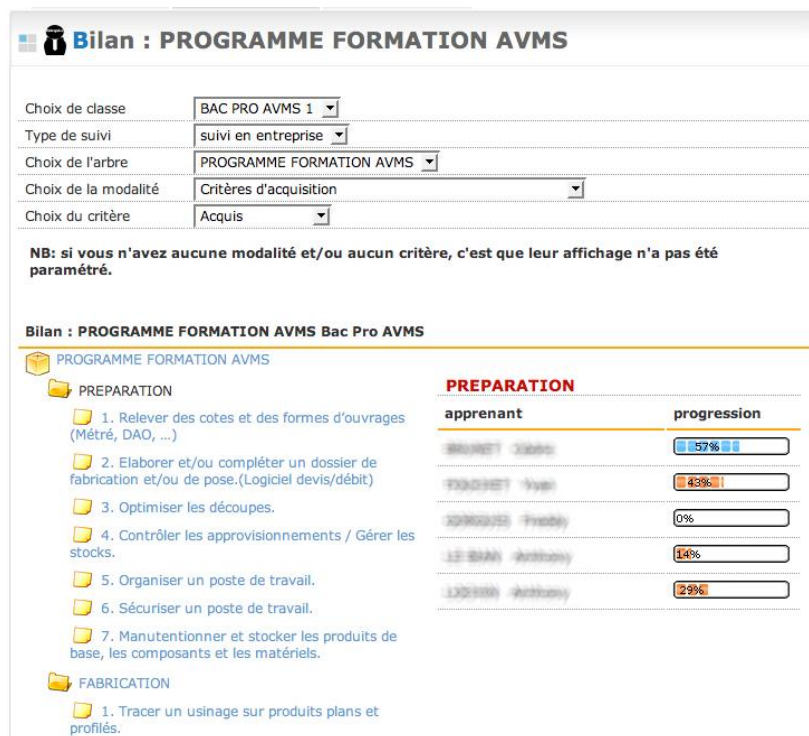 Bilan : PROGRAMME FORMATION AVMS
Choix de classe BAC PRO AVMS 1
Type de suivi suivi en entreprise
Choix de l'arbre PROGRAMME FORMATION AVMS
Choix de la modalité Critères d'acquisition
Choix du critère Acquis
NB: si vous n'avez aucune modalité et/ou aucun critère, c'est que leur affichage n'a pas été
paramétré.
Bilan : PROGRAMME FORMATION AVMS Bac Pro AVMS
PROGRAMME FORMATION AVMS
PREPARATION
1. Relever des cotes et des formes d’ouvrages
(Métré, DAO, ...)
2. Elaborer et/ou compléter un dossier de
fabrication et/ou de pose.(Logiciel devis/débit)
3. Optimiser les découpes.
4. Contrôler les approvisionnements / Gérer les
stocks.
5. Organiser un poste de travail.
6. Sécuriser un poste de travail.
7. Manutentionner et stocker les produits de
base, les composants et les matériels.
FABRICATION
1. Tracer un usinage sur produits plans et
profilés.
PREPARATION
apprenant progression
57%
43%
0%
14%
29%